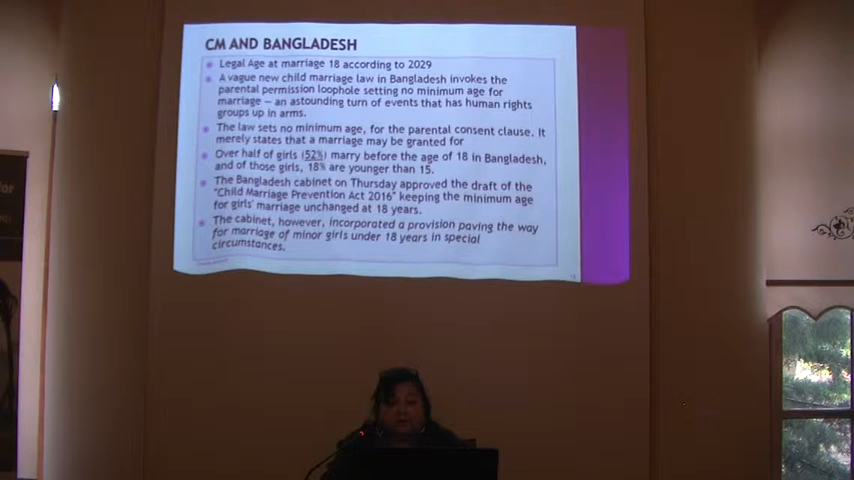 CM AND BANGLADESH
Legal Age at marriage 18 according to 2029
A vague new child marriage law in Bangladesh invokes the
parental permission loophole setting no minimum age for
marriage — an astounding turn of events that has human rights
groups up in arms.
The law sets no minimum age, for the parental consent clause. It
merely states that a marriage may be granted for
Over half of girls (52%) marry before the age of 18 in Bangladesh,
and of those girls, 18% are younger than 15.
The Bangladesh cabinet on Thursday approved the draft of the
"Child Marriage Prevention Act 2016" keeping the minimum age
for girls' marriage unchanged at 18 years.
The cabinet, however, incorporated a provision paving the way
for marriage of minor girls under 18 years in special
circumstances.
for